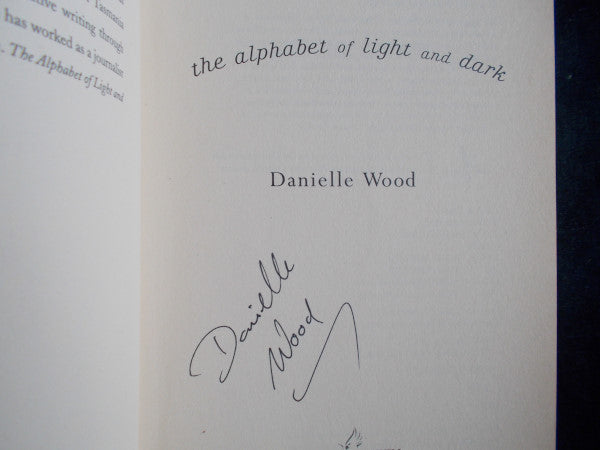 Tasmania
writing through
has worked as a journalist
The Alphabet of Light and
the alphabet of light and dark
Danielle Wood
Danielle
Wood